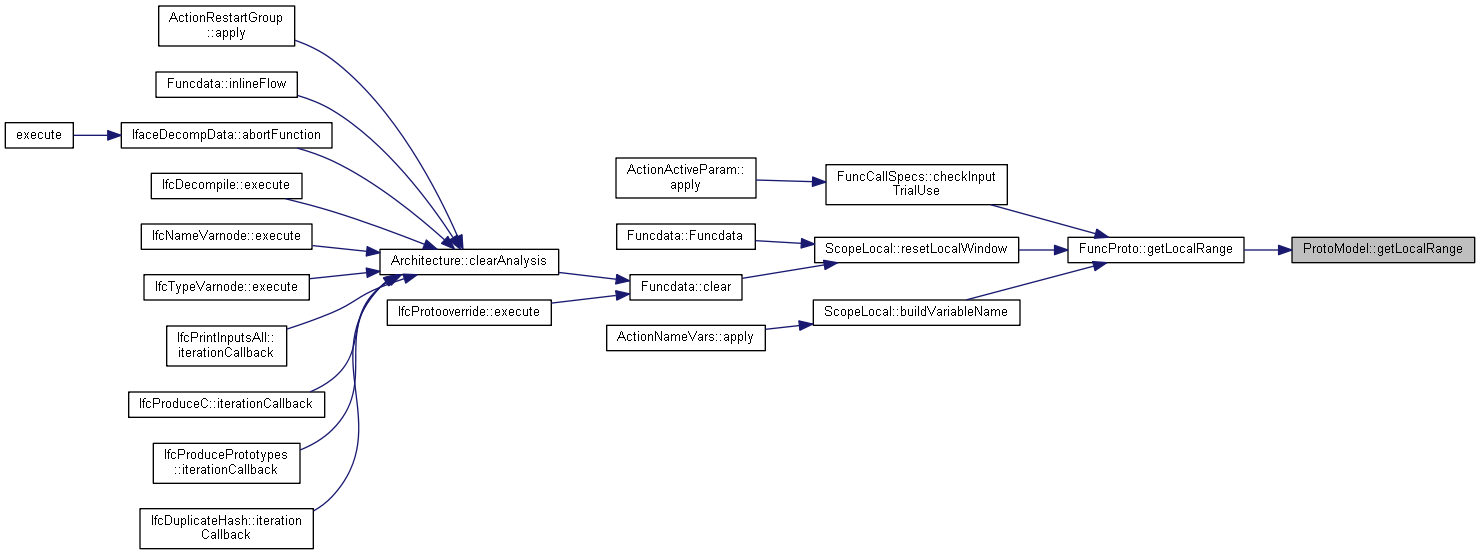 ActionRestartGroup
::apply
Funcdata::inlineFlow
execute
IfaceDecompData::abortFunction
IfcDecompile::execute
IfcNameVarnode::execute
IfcTypeVarnode::execute
IfcPrintInputsAll::
iterationCallback
IfcProduceC::iterationCallback
IfcProducePrototypes
::iterationCallback
IfcDuplicateHash::iteration
Callback
Architecture::clearAnalysis
IfcProtooverride::execute
ActionActiveParam::
apply
Funcdata::Funcdata
Funcdata::clear
ActionNameVars::apply
FuncCallSpecs::checkInput
TrialUse
ScopeLocal::resetLocalWindow
ScopeLocal::buildVariableName
FuncProto::getLocalRange
ProtoModel::getLocalRange